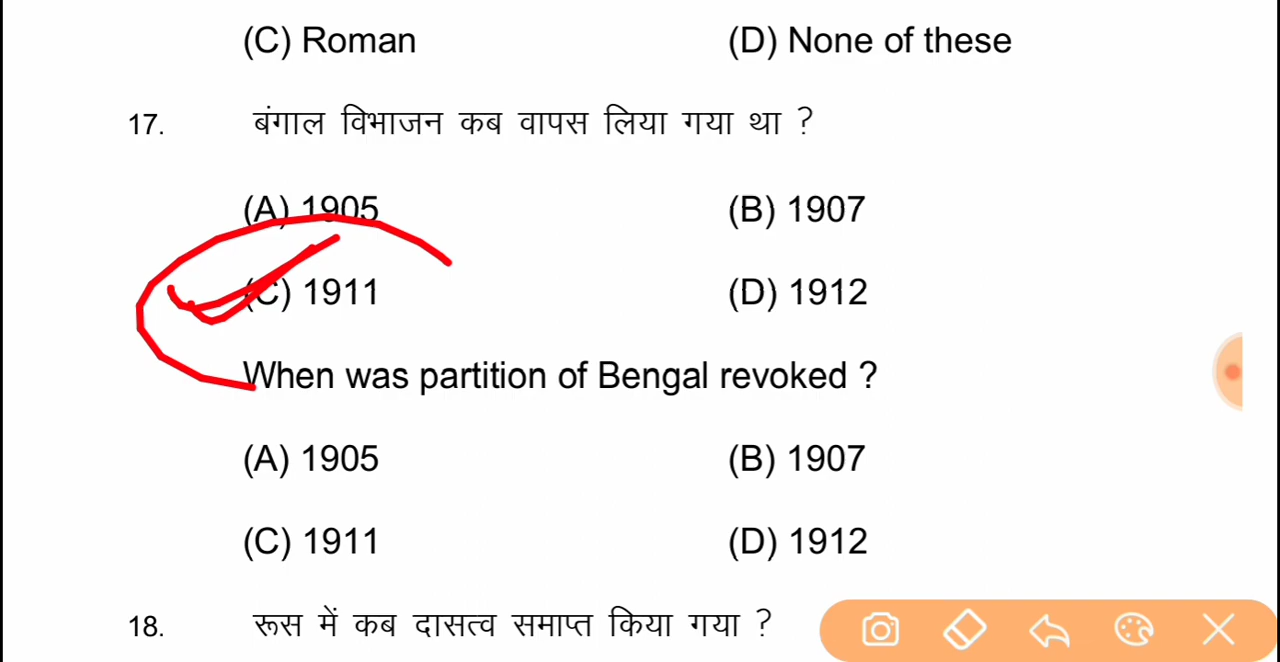 (C) Roman (D) None of these
17. बंगाल विभाजन कब वापस लिया गया था ?
(A) 1905 (B) 1907
(C) 1911 (D) 1912
When was partition of Bengal revoked ?
(A) 1905 (B) 1907
(C) 1911 (D) 1912
18. रूस में कब दासत्व समाप्त किया गया ?